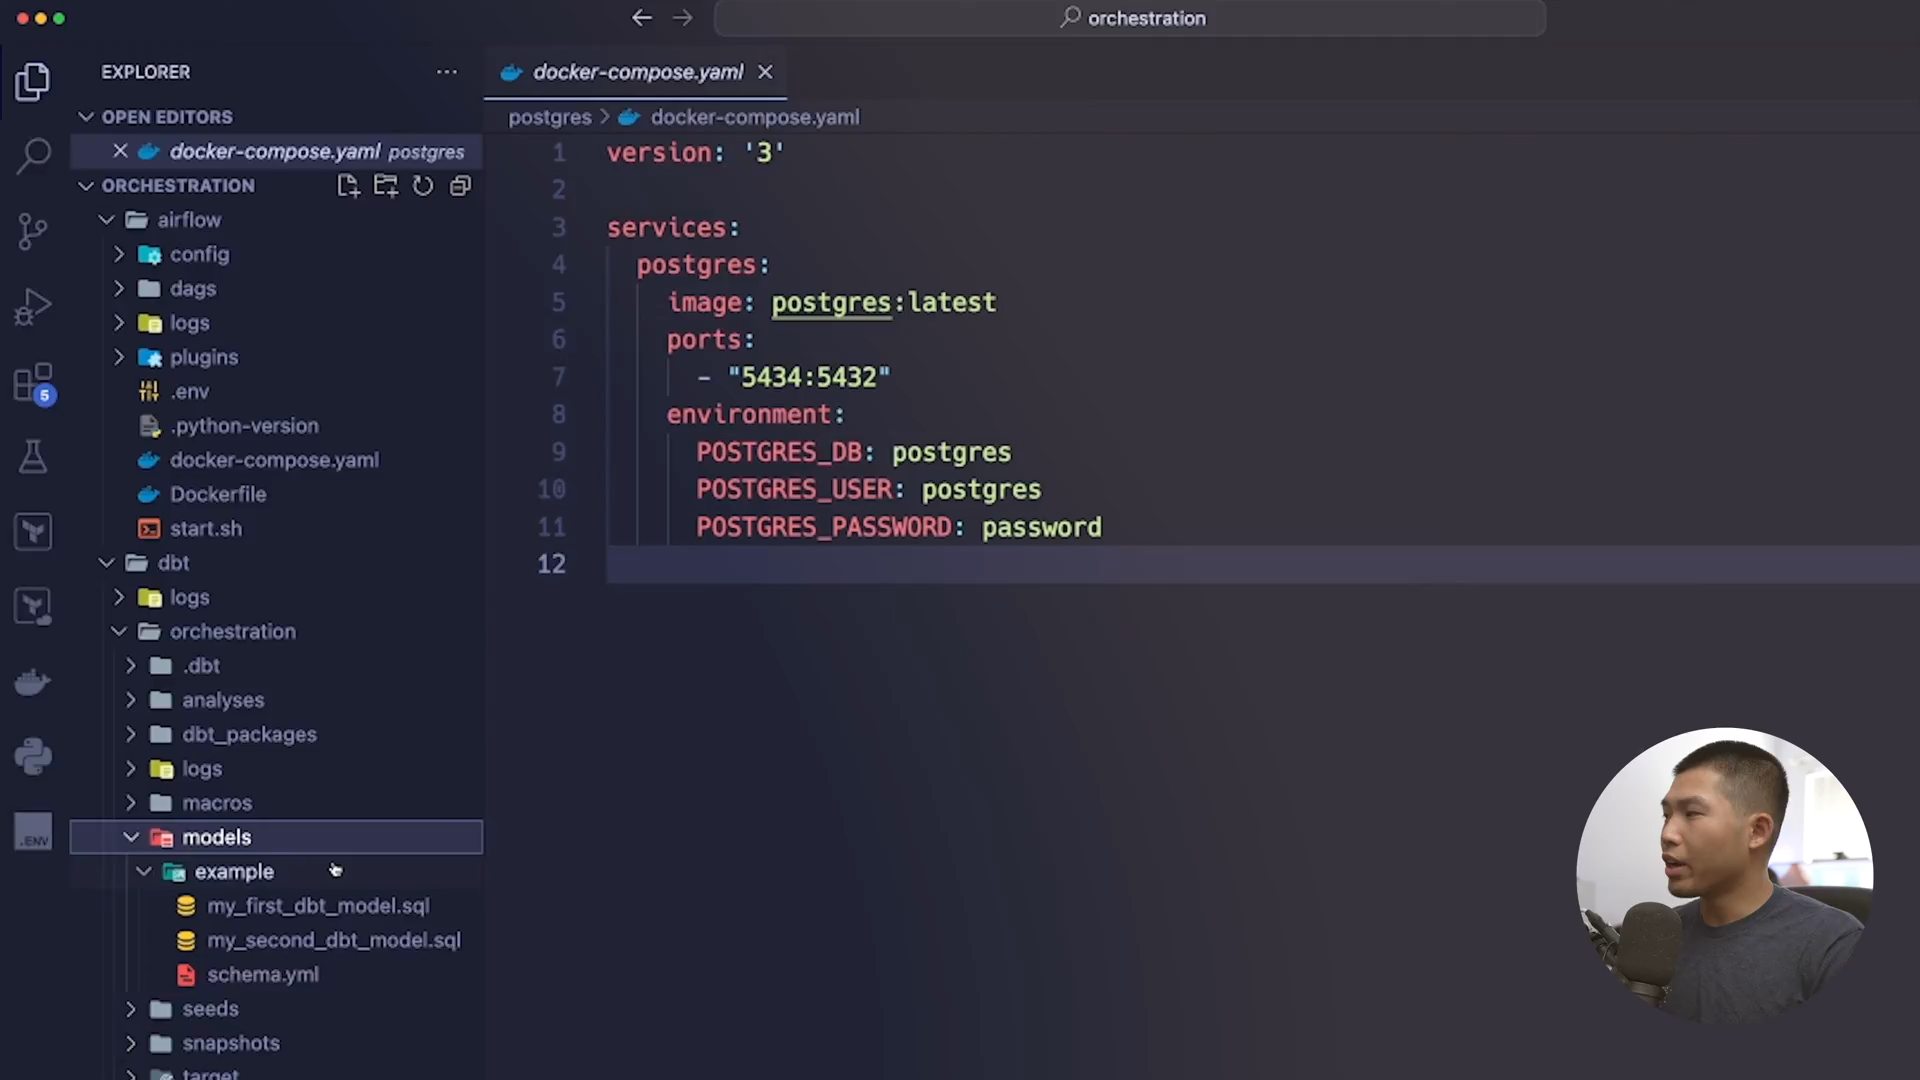 orchestration
EXPLORER
OPEN EDITORS
docker-compose.yaml postgres
ORCHESTRATION
airflow
config
dags
logs
plugins
.env
.python-version
docker-compose.yaml
Dockerfile
start.sh
dbt
logs
orchestration
.dbt
analyses
dbt_packages
logs
macros
models
example
my_first_dbt_model.sql
my_second_dbt_model.sql
schema.yml
seeds
snapshots
target
5
.ENV
docker-compose.yaml
postgres > docker-compose.yaml
1 version: '3'
2
3 services:
4 postgres:
5 image: postgres:latest
6 ports:
7 - "5434:5432"
8 environment:
9 POSTGRES_DB: postgres
10 POSTGRES_USER: postgres
11 POSTGRES_PASSWORD: password
12